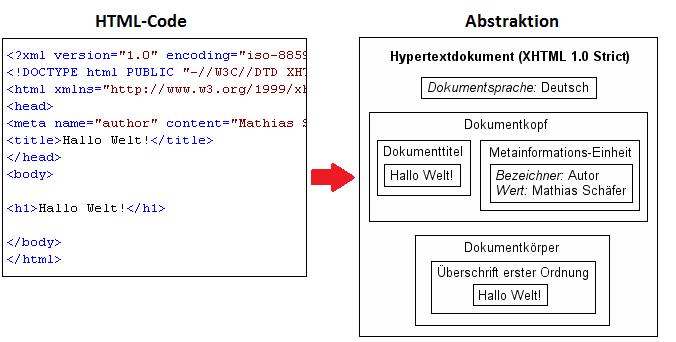 HTML-Code
<?xml version="1.0" encoding="iso-8859
<!DOCTYPE html PUBLIC "-//W3C//DTD XHT
<html xmlns="http://www.w3.org/1999/xh
<head>
<meta name="author" content="Mathias S
<title>Hallo Welt!</title>
</head>
<body>
<h1>Hallo Welt!</h1>
</body>
</html>
Abstraktion
Hypertextdokument (XHTML 1.0 Strict)
Dokumentsprache: Deutsch
Dokumentkopf
Dokumenttitel
Hallo Welt!
Metainformations-Einheit
Bezeichner: Autor
Wert: Mathias Schäfer
Dokumentkörper
Überschrift erster Ordnung
Hallo Welt!